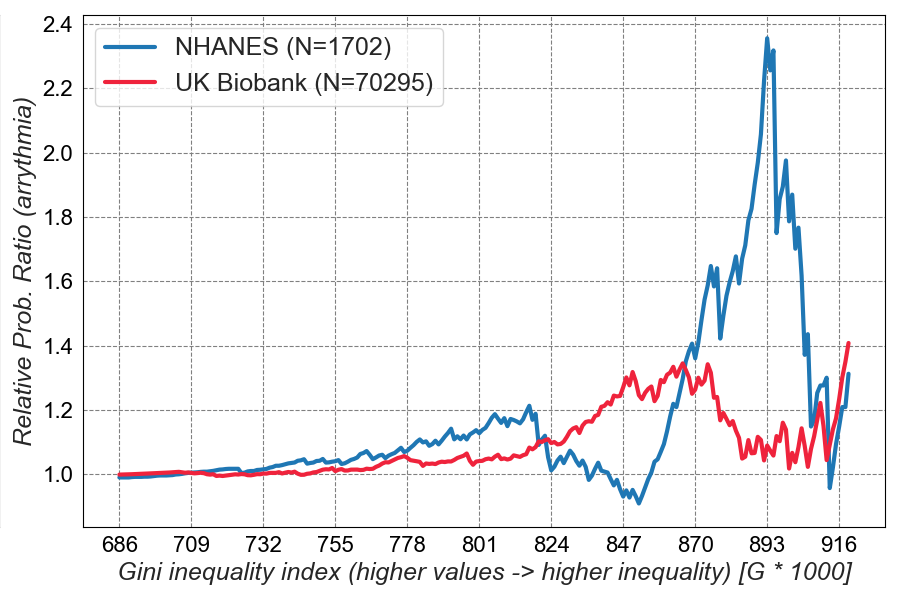 NHANES (N=1702)
UK Biobank (N=70295)
Relative Prob. Ratio (arrythmia)
2.4
2.2
2.0
1.8
1.6
1.4
1.2
1.0
686 709 732 755 778 801 824 847 870 893 916
Gini inequality index (higher values -> higher inequality) [G * 1000]